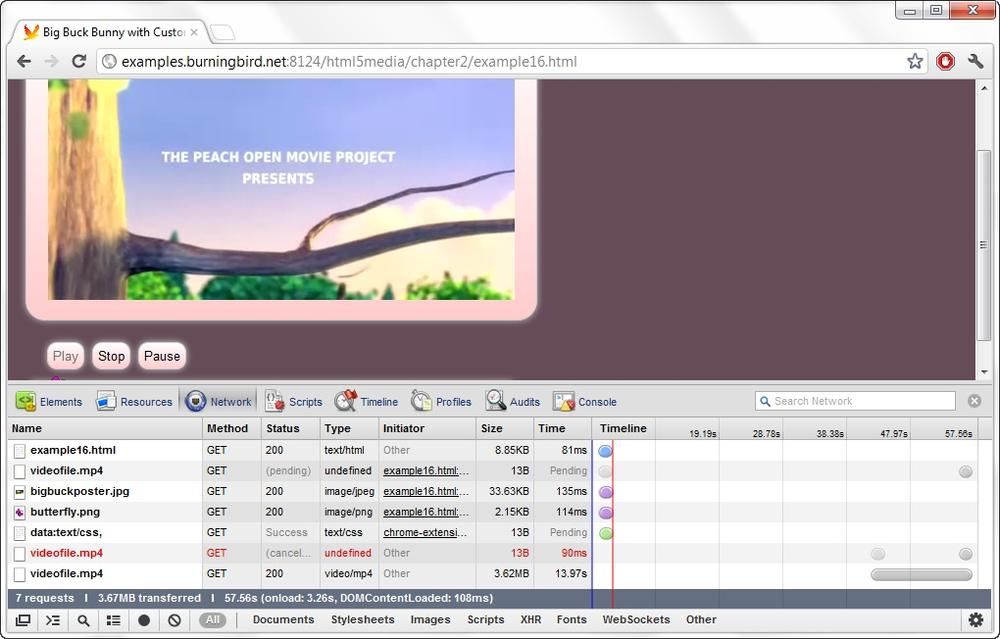 Big Buck Bunny with Custo
examples.burningbird.net:8124/html5media/chapter2/example16.html
THE PEACH OPEN MOVIE PROJECT
PRESENTS
Play Stop Pause
Elements Resources Network Scripts Timeline Profiles Audits Console Search Network
Name Method Status Type Initiator Size Time Timeline 19.19s 28.78s 38.38s 47.97s 57.56s
example16.html GET 200 text/html Other 8.85KB 81ms
videofile.mp4 GET (pending) undefined example16.html:... 13B Pending
bigbuckposter.jpg GET 200 image/jpeg example16.html:... 33.63KB 135ms
butterfly.png GET 200 image/png example16.html:... 2.15KB 114ms
data:text/css, GET Success text/css chrome-extensi... 13B Pending
videofile.mp4 GET (cancel... undefined Other 13B 90ms
videofile.mp4 GET 200 video/mp4 Other 3.62MB 13.97s
7 requests | 3.67MB transferred | 57.56s (onload: 3.26s, DOMContentLoaded: 108ms)
All Documents Stylesheets Images Scripts XHR Fonts WebSockets Other